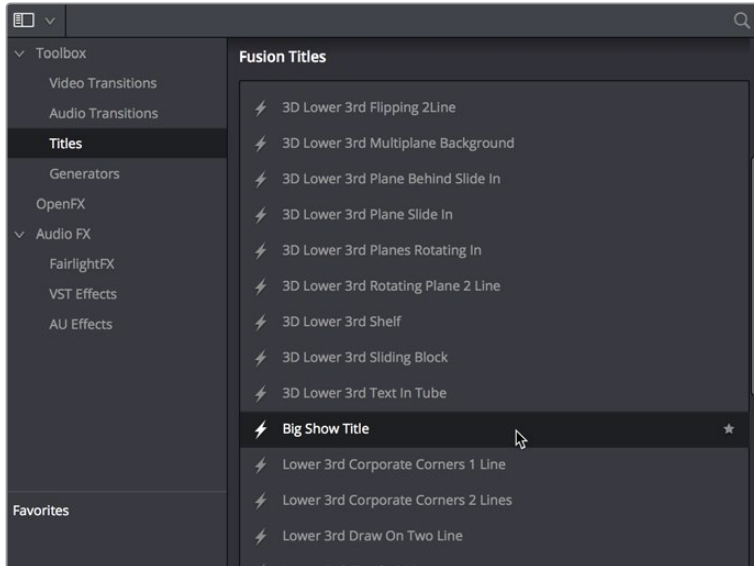 Toolbox
Video Transitions
Audio Transitions
Titles
Generators
OpenFX
Audio FX
FairlightFX
VST Effects
AU Effects
Favorites
Fusion Titles
3D Lower 3rd Flipping 2Line
3D Lower 3rd Multiplane Background
3D Lower 3rd Plane Behind Slide In
3D Lower 3rd Plane Slide In
3D Lower 3rd Planes Rotating In
3D Lower 3rd Rotating Plane 2 Line
3D Lower 3rd Shelf
3D Lower 3rd Sliding Block
3D Lower 3rd Text In Tube
Big Show Title
Lower 3rd Corporate Corners 1 Line
Lower 3rd Corporate Corners 2 Lines
Lower 3rd Draw On Two Line